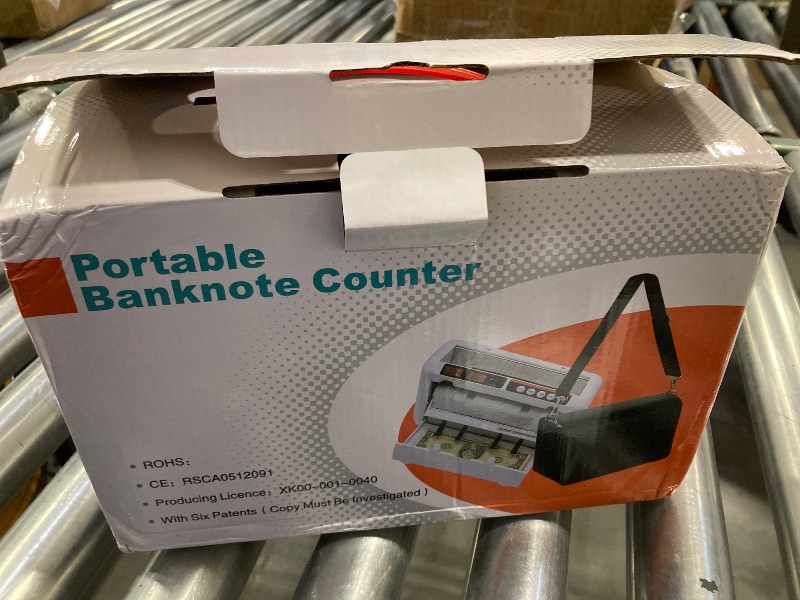 Portable
Banknote Counter
• ROHS:
• CE: RSCA0512091
• Producing Licence: XK00-001-0040
• With Six Patents ( Copy Must Be Investigated )